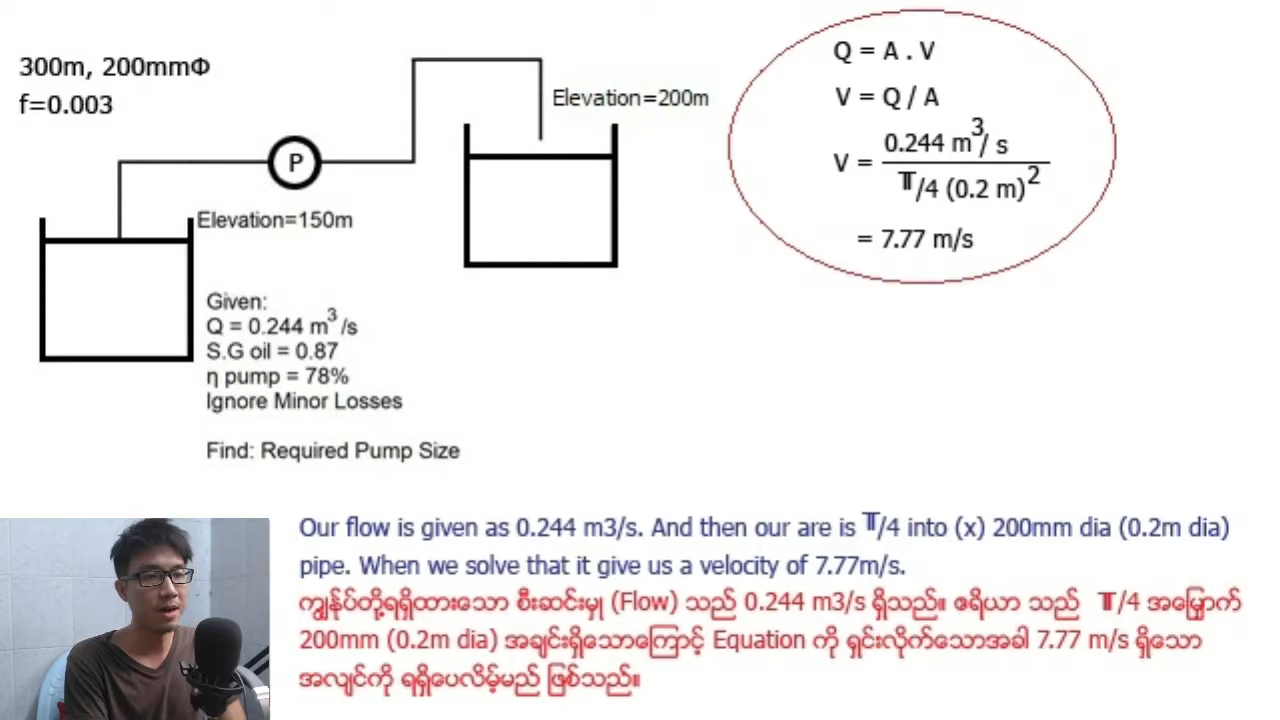 300m, 200mmΦ
f=0.003
P
Elevation=150m
Elevation=200m
Given:
Q = 0.244 m³/s
S.G oil = 0.87
η pump = 78%
Ignore Minor Losses
Find: Required Pump Size
Q = A . V
V = Q / A
V = 0.244 m³/ s
π/4 (0.2 m)²
= 7.77 m/s
Our flow is given as 0.244 m3/s. And then our are is π/4 into (x) 200mm dia (0.2m dia)
pipe. When we solve that it give us a velocity of 7.77m/s.
ကျွန်ုပ်တို့ရရှိထားသော စီးဆင်းမှု (Flow) သည် 0.244 m3/s ရှိသည်။ ဧရိယာ သည် π/4 အမြှောက်
200mm (0.2m dia) အချင်းရှိသောကြောင့် Equation ကို ရှင်းလိုက်သောအခါ 7.77 m/s ရှိသော
အလျင်ကို ရရှိပေလိမ့်မည် ဖြစ်သည်။